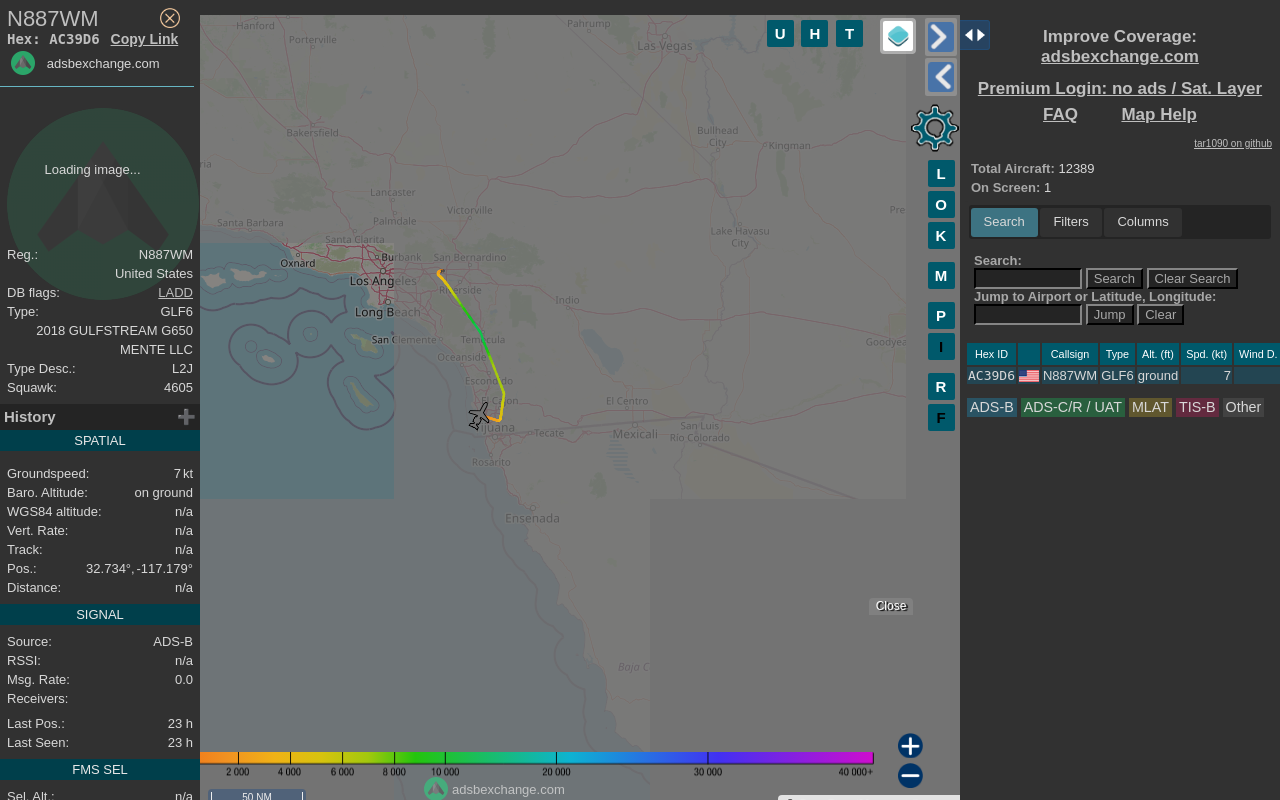 N887WM
Hex: AC39D6 Copy Link
adsbexchange.com
Loading image...
Reg.: N887WM
United States
DB flags: LADD
Type: GLF6
2018 GULFSTREAM G650
MENTE LLC
Type Desc.: L2J
Squawk: 4605
History
SPATIAL
Groundspeed: 7 kt
Baro. Altitude: on ground
WGS84 altitude: n/a
Vert. Rate: n/a
Track: n/a
Pos.: 32.734°, -117.179°
Distance: n/a
SIGNAL
Source: ADS-B
RSSI: n/a
Msg. Rate: 0.0
Receivers:
Last Pos.: 23 h
Last Seen: 23 h
FMS SEL
Sel. Alt.: n/a
Hanford
Porterville
Pahrump
Las Vegas
Bakersfield
Bullhead City
Kingman
ria
Lancaster
Palmdale
Victorville
Santa Barbara
Santa Clarita
Lake Havasu City
Pre
Oxnard
Burbank
San Bernardino
Los Angeles
Riverside
Indio
Long Beach
San Clemente
Temecula
Goodyea
Oceanside
Escondido
El Cajon
El Centro
Tijuana
Tecate
Mexicali
San Luis Río Colorado
Rosarito
Ensenada
Baja C
U H T
L
O
K
M
P
I
R
F
Close
2 000 4 000 6 000 8 000 10 000 20 000 30 000 40 000+
adsbexchange.com
50 NM
Improve Coverage:
adsbexchange.com
Premium Login: no ads / Sat. Layer
FAQ Map Help
tar1090 on github
Total Aircraft: 12389
On Screen: 1
Search Filters Columns
Search:
Search Clear Search
Jump to Airport or Latitude, Longitude:
Jump Clear
Hex ID Callsign Type Alt. (ft) Spd. (kt) Wind D.
AC39D6 N887WM GLF6 ground 7
ADS-B ADS-C/R / UAT MLAT TIS-B Other